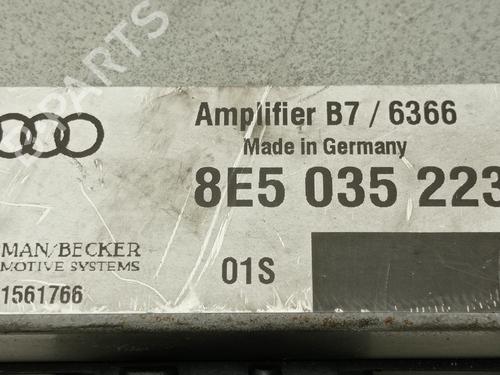 Amplifier B7 / 6366
Made in Germany
8E5 035 223
MAN/BECKER
MOTIVE SYSTEMS
01S
1561766